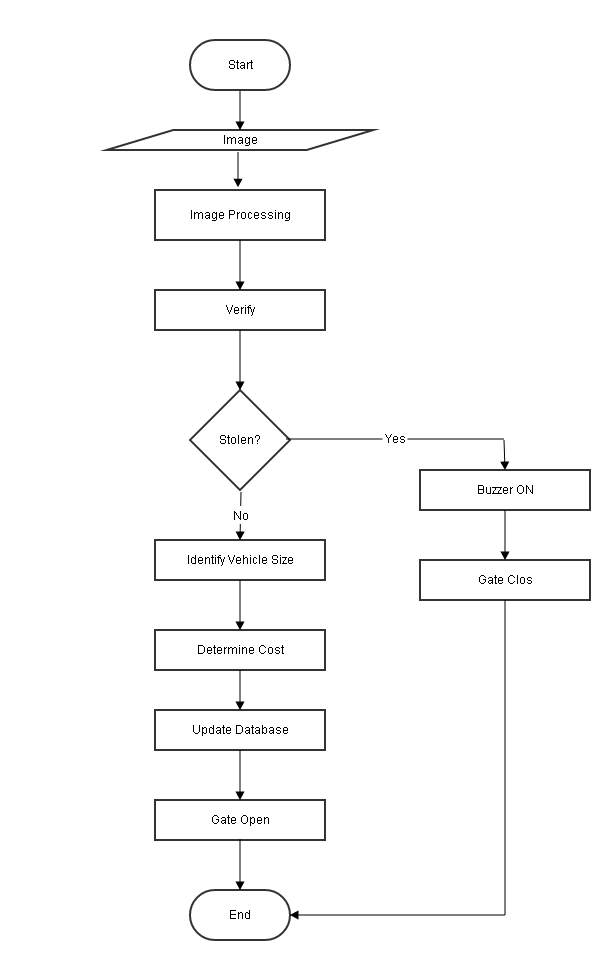 Start
Image
Image Processing
Verify
Stolen?
Yes
Buzzer ON
No
Identify Vehicle Size
Gate Clos
Determine Cost
Update Database
Gate Open
End